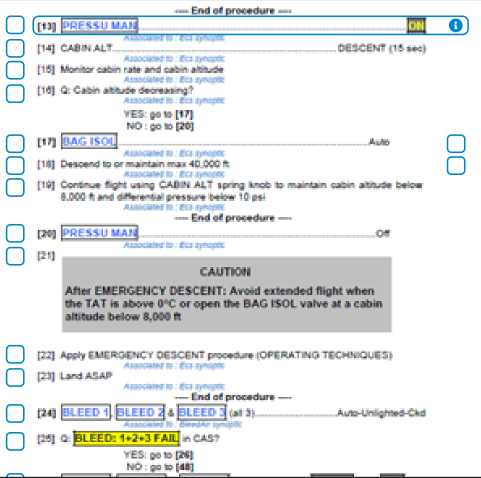 ---- End of procedure ----
[13] PRESSU MAN ON
Associated to : Ecs synoptic
[14] CABIN ALT DESCENT (15 sec)
Associated to : Ecs synoptic
[15] Monitor cabin rate and cabin altitude
Associated to : Ecs synoptic
[16] Q: Cabin altitude decreasing?
Associated to : Ecs synoptic
YES: go to [17]
NO : go to [20]
[17] BAG ISOL Auto
Associated to : Ecs synoptic
[18] Descend to or maintain max 40,000 ft
Associated to : Ecs synoptic
[19] Continue flight using CABIN ALT spring knob to maintain cabin altitude below
8,000 ft and differential pressure below 10 psi
Associated to : Ecs synoptic
---- End of procedure ----
[20] PRESSU MAN Off
Associated to : Ecs synoptic
[21]
CAUTION
After EMERGENCY DESCENT: Avoid extended flight when
the TAT is above 0°C or open the BAG ISOL valve at a cabin
altitude below 8,000 ft
[22] Apply EMERGENCY DESCENT procedure (OPERATING TECHNIQUES)
Associated to : Ecs synoptic
[23] Land ASAP
Associated to : Ecs synoptic
---- End of procedure ----
[24] BLEED 1, BLEED 2 & BLEED 3 (all 3) Auto-Unlighted-Ckd
Associated to : BleedAir synoptic
[25] Q: BLEED: 1+2+3 FAIL in CAS?
YES: go to [26]
NO : go to [48]